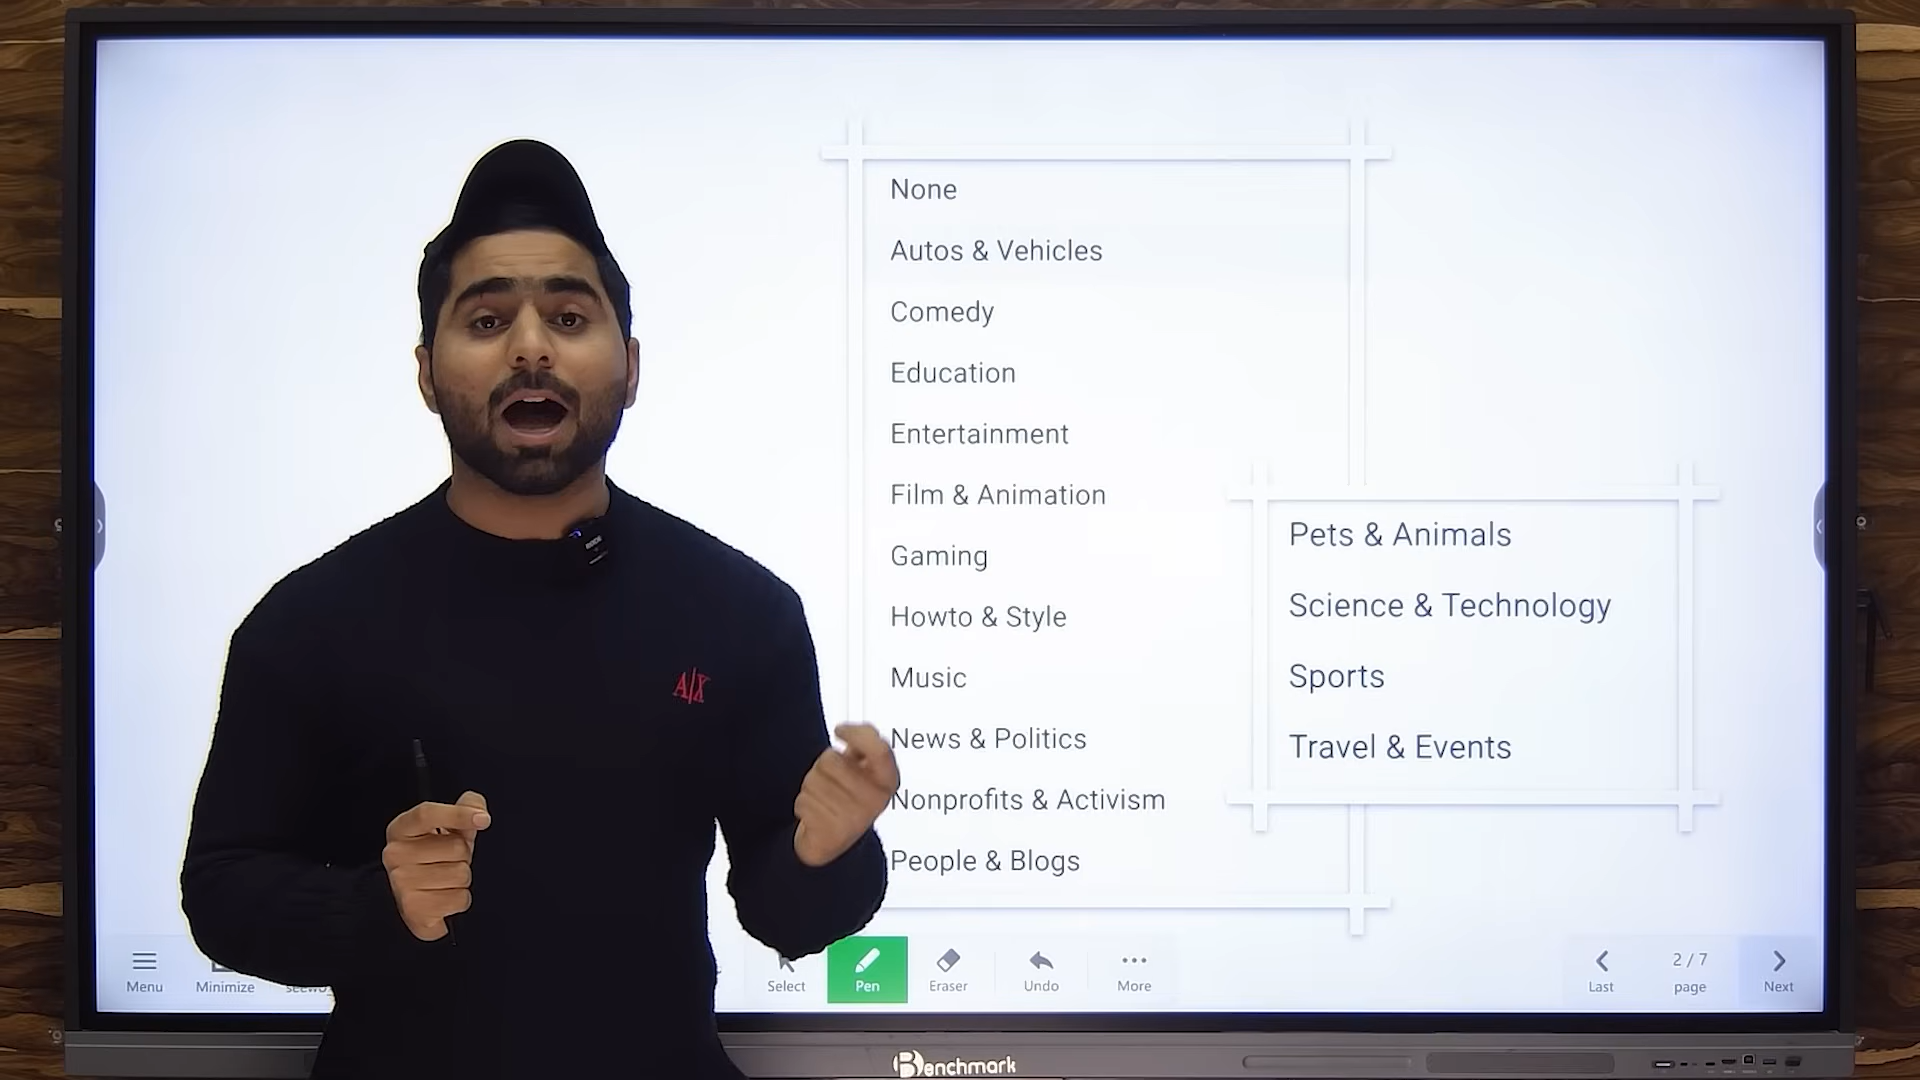 None
Autos & Vehicles
Comedy
Education
Entertainment
Film & Animation
Gaming
Howto & Style
Music
News & Politics
Nonprofits & Activism
People & Blogs
Pets & Animals
Science & Technology
Sports
Travel & Events
A|X
Menu
Minimize
Select
Pen
Eraser
Undo
More
Last
2 / 7
page
Next
Benchmark